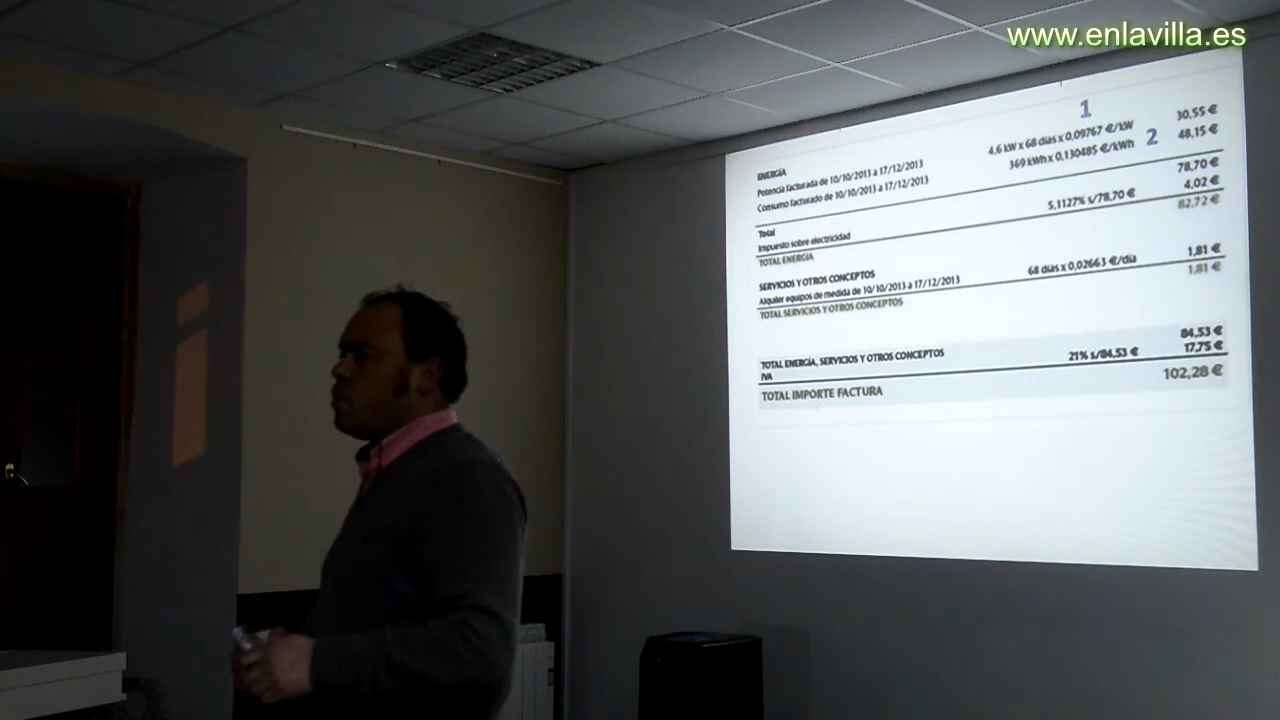 www.enlavilla.es
1
ENERGÍA
Potencia facturada de 10/10/2013 a 17/12/2013 4,6 kW x 68 días x 0,09767 €/kW 30,55 €
Consumo facturado de 10/10/2013 a 17/12/2013 369 kWh x 0,130485 €/kWh 2 48,15 €
Total 78,70 €
Impuesto sobre electricidad 5,1127% s/78,70 € 4,02 €
TOTAL ENERGÍA 82,72 €
SERVICIOS Y OTROS CONCEPTOS
Alquiler equipos de medida de 10/10/2013 a 17/12/2013 68 días x 0,02663 €/día 1,81 €
TOTAL SERVICIOS Y OTROS CONCEPTOS 1,81 €
TOTAL ENERGÍA, SERVICIOS Y OTROS CONCEPTOS 84,53 €
IVA 21% s/84,53 € 17,75 €
TOTAL IMPORTE FACTURA 102,28 €